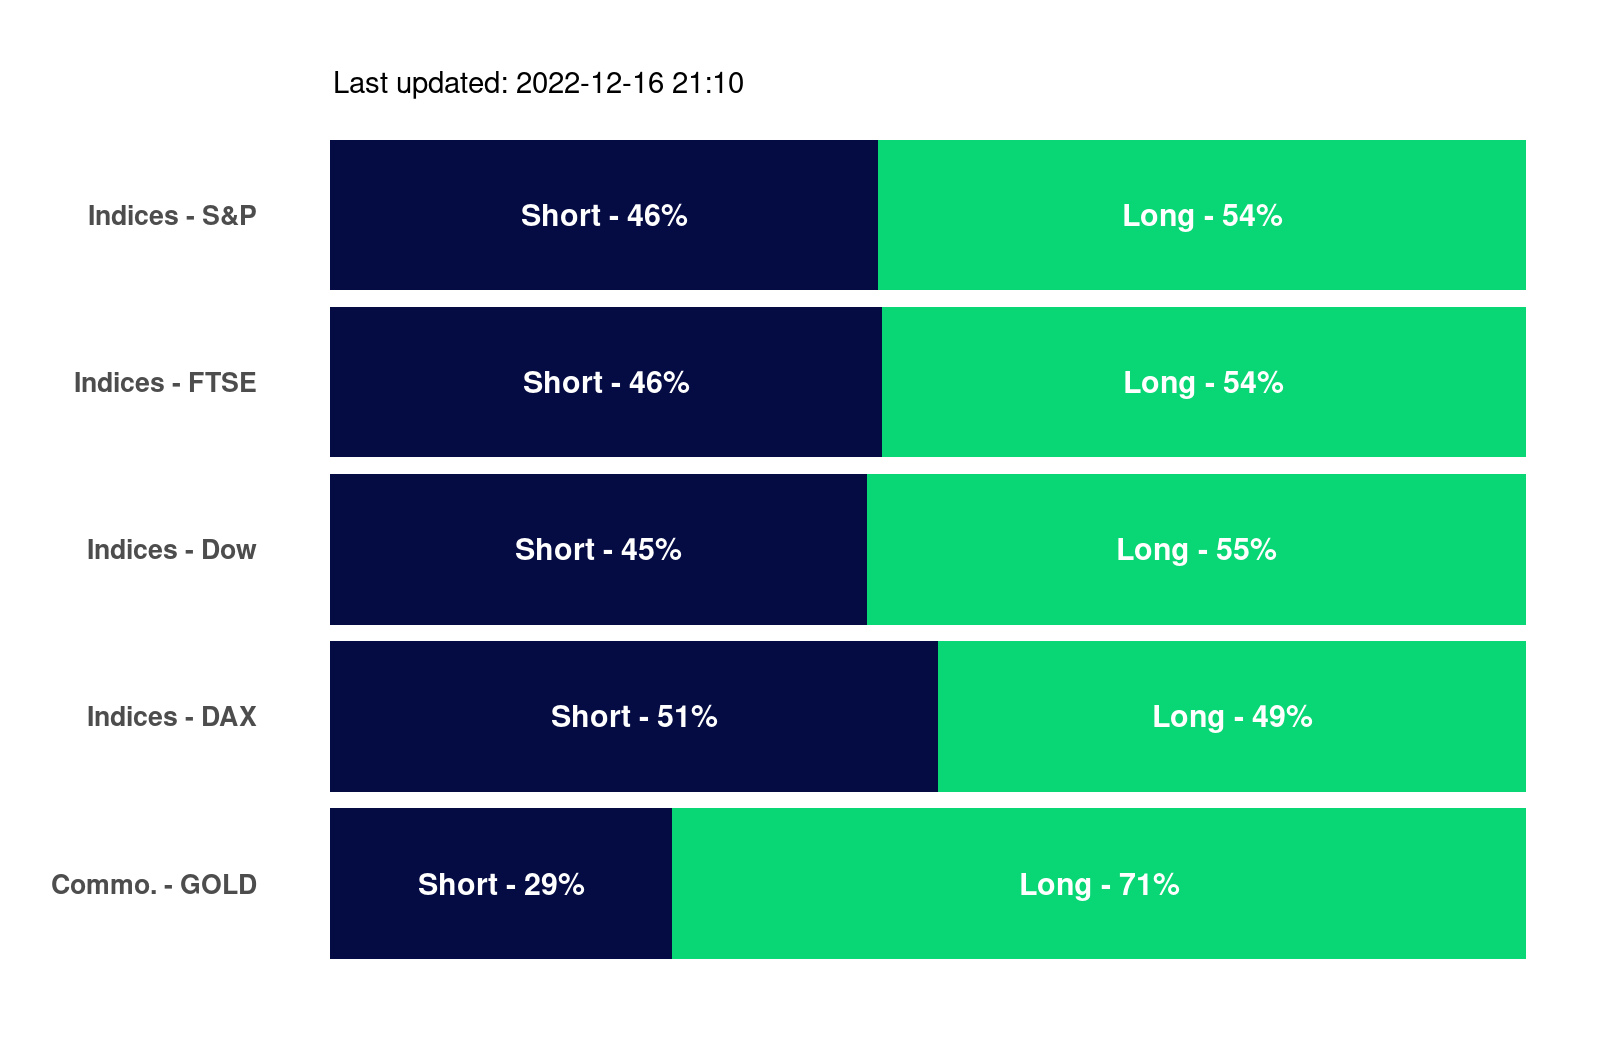 Last updated: 2022-12-16 21:10
Indices - S&P Short - 46% Long - 54%
Indices - FTSE Short - 46% Long - 54%
Indices - Dow Short - 45% Long - 55%
Indices - DAX Short - 51% Long - 49%
Commo. - GOLD Short - 29% Long - 71%